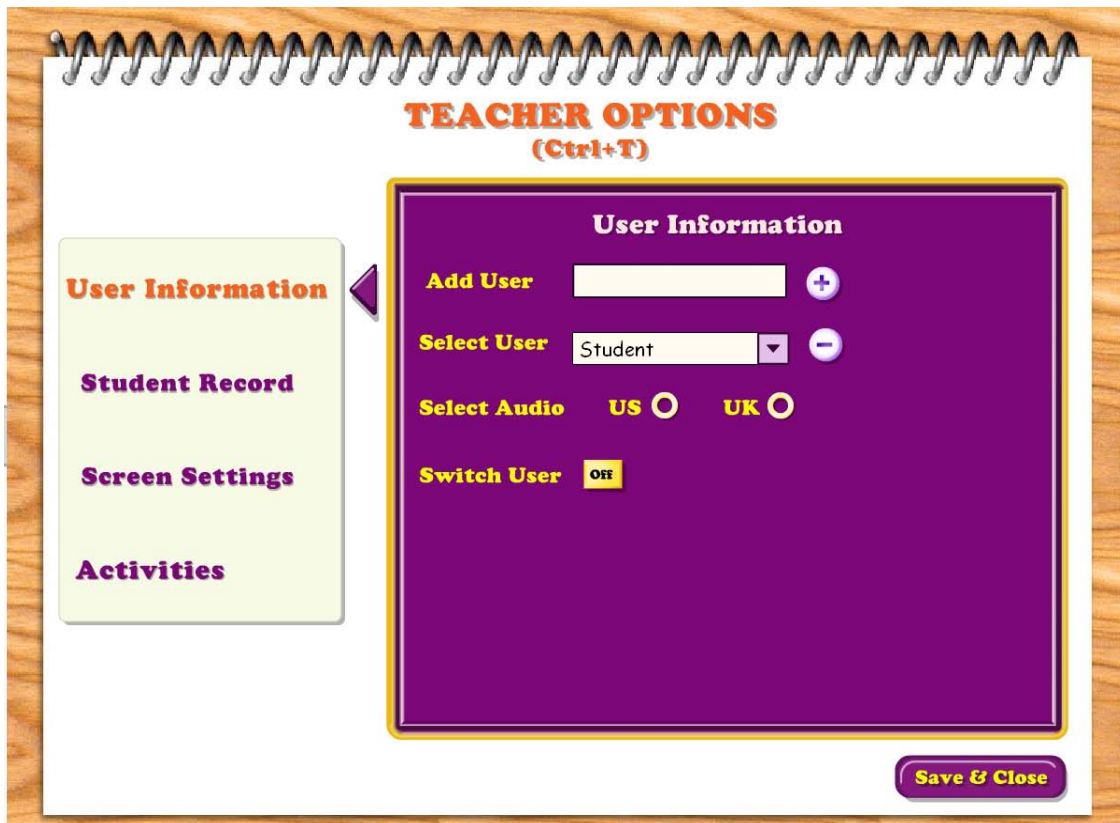 TEACHER OPTIONS
(Ctrl+T)
User Information
Student Record
Screen Settings
Activities
User Information
Add User
Select User Student
Select Audio US UK
Switch User Off
Save & Close